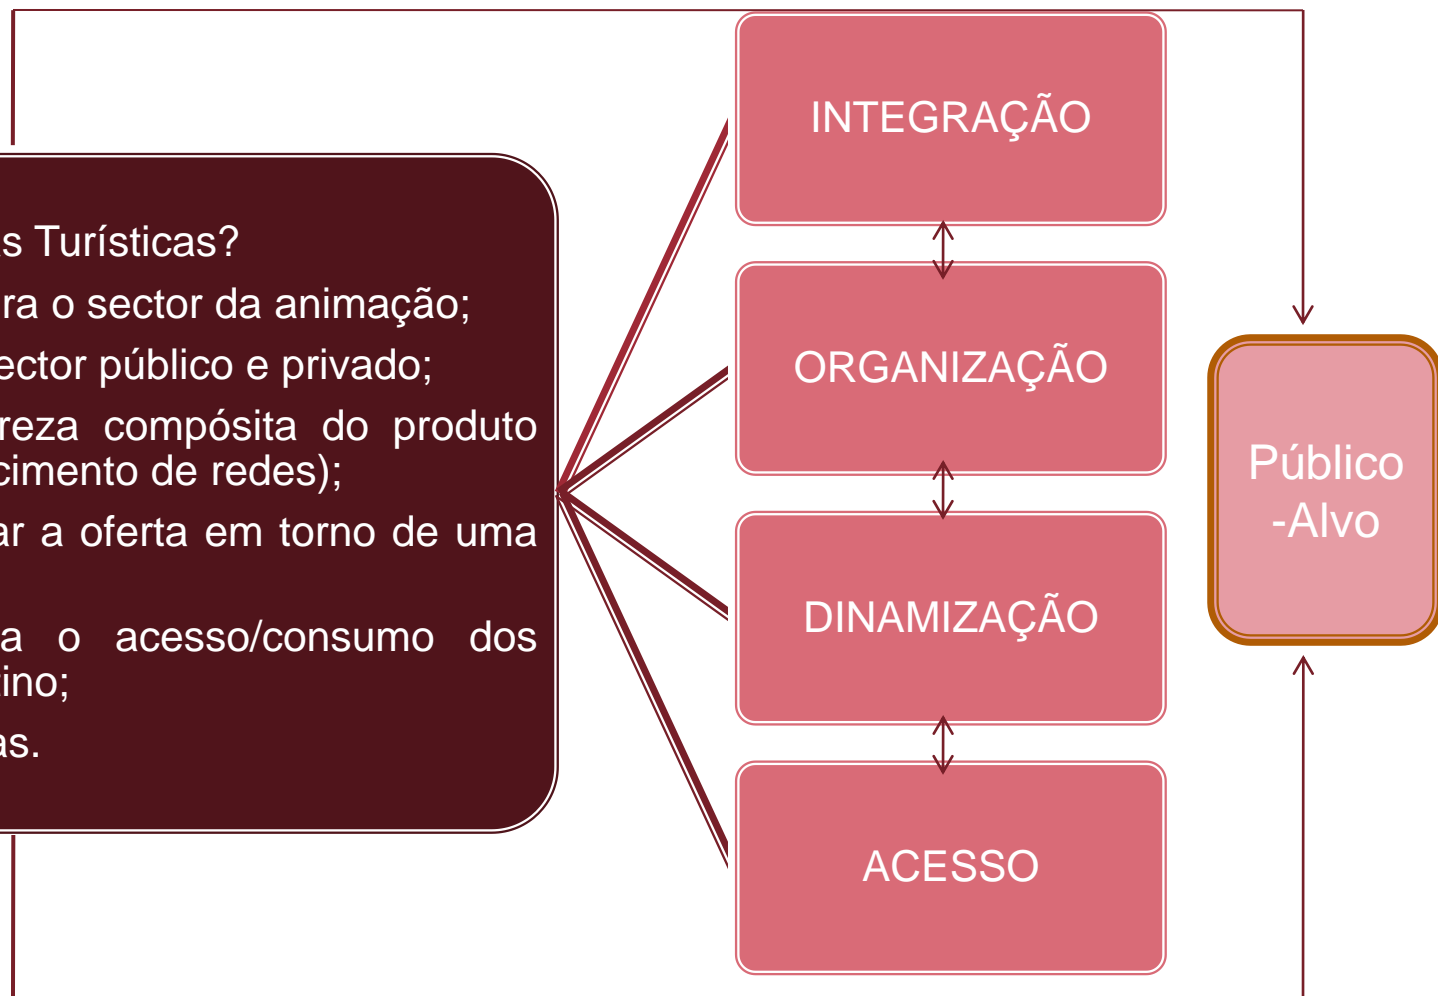 s Turísticas?
ra o sector da animação;
ector público e privado;
reza compósita do produto
cimento de redes);
ar a oferta em torno de uma
a o acesso/consumo dos
tino;
as.
INTEGRAÇÃO
ORGANIZAÇÃO
DINAMIZAÇÃO
ACESSO
Público
-Alvo